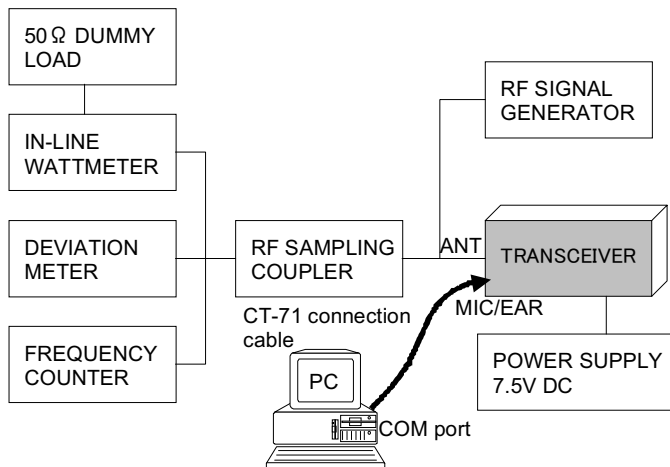 50Ω DUMMY
LOAD
IN-LINE
WATTMETER
DEVIATION
METER
FREQUENCY
COUNTER
RF SAMPLING
COUPLER
RF SIGNAL
GENERATOR
ANT
TRANSCEIVER
MIC/EAR
CT-71 connection
cable
PC
COM port
POWER SUPPLY
7.5V DC